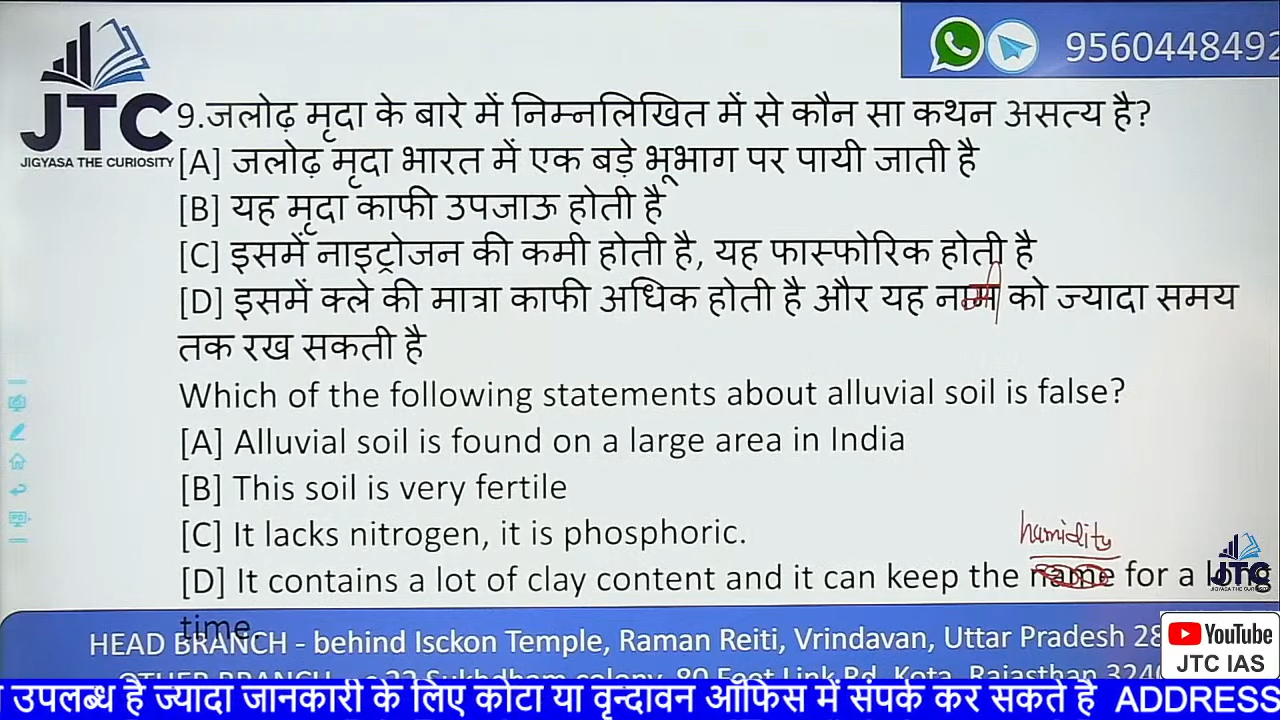 9560448492
JTC
JIGYASA THE CURIOSITY
9.जलोढ़ मृदा के बारे में निम्नलिखित में से कौन सा कथन असत्य है?
[A] जलोढ़ मृदा भारत में एक बड़े भूभाग पर पायी जाती है
[B] यह मृदा काफी उपजाऊ होती है
[C] इसमें नाइट्रोजन की कमी होती है, यह फास्फोरिक होती है
[D] इसमें क्ले की मात्रा काफी अधिक होती है और यह को ज्यादा समय
तक रख सकती है
Which of the following statements about alluvial soil is false?
[A] Alluvial soil is found on a large area in India
[B] This soil is very fertile
[C] It lacks nitrogen, it is phosphoric.
humidity
[D] It contains a lot of clay content and it can keep the name for a long
time.
JTC
HEAD BRANCH - behind Isckon Temple, Raman Reiti, Vrindavan, Uttar Pradesh 28
YouTube
JTC IAS
उपलब्ध है ज्यादा जानकारी के लिए कोटा या वृन्दावन ऑफिस में संपर्क कर सकते है ADDRESS